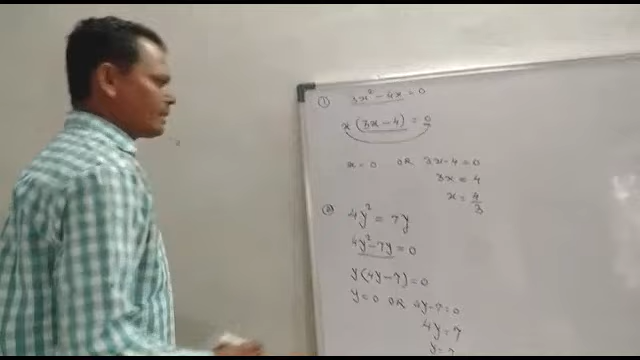 ① 3x² - 4x = 0
x (3x - 4) = 0
x = 0 OR 3x - 4 = 0
3x = 4
x = 4/3
② 4y² = 7y
4y² - 7y = 0
y (4y - 7) = 0
y = 0 OR 4y - 7 = 0
4y = 7
y = 7